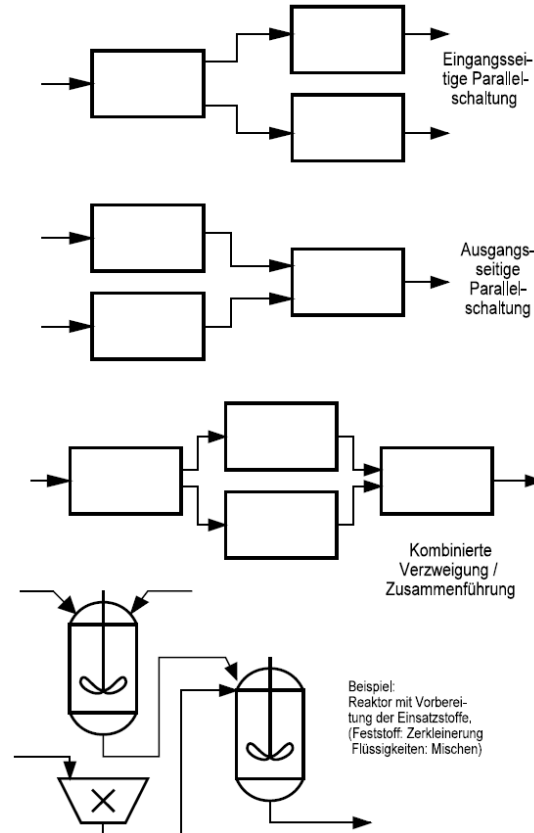 Eingangssei-
tige Parallel-
schaltung
Ausgangs-
seitige
Parallel-
schaltung
Kombinierte
Verzweigung /
Zusammenführung
Beispiel:
Reaktor mit Vorberei-
tung der Einsatzstoffe,
(Feststoff: Zerkleinerung
Flüssigkeiten: Mischen)